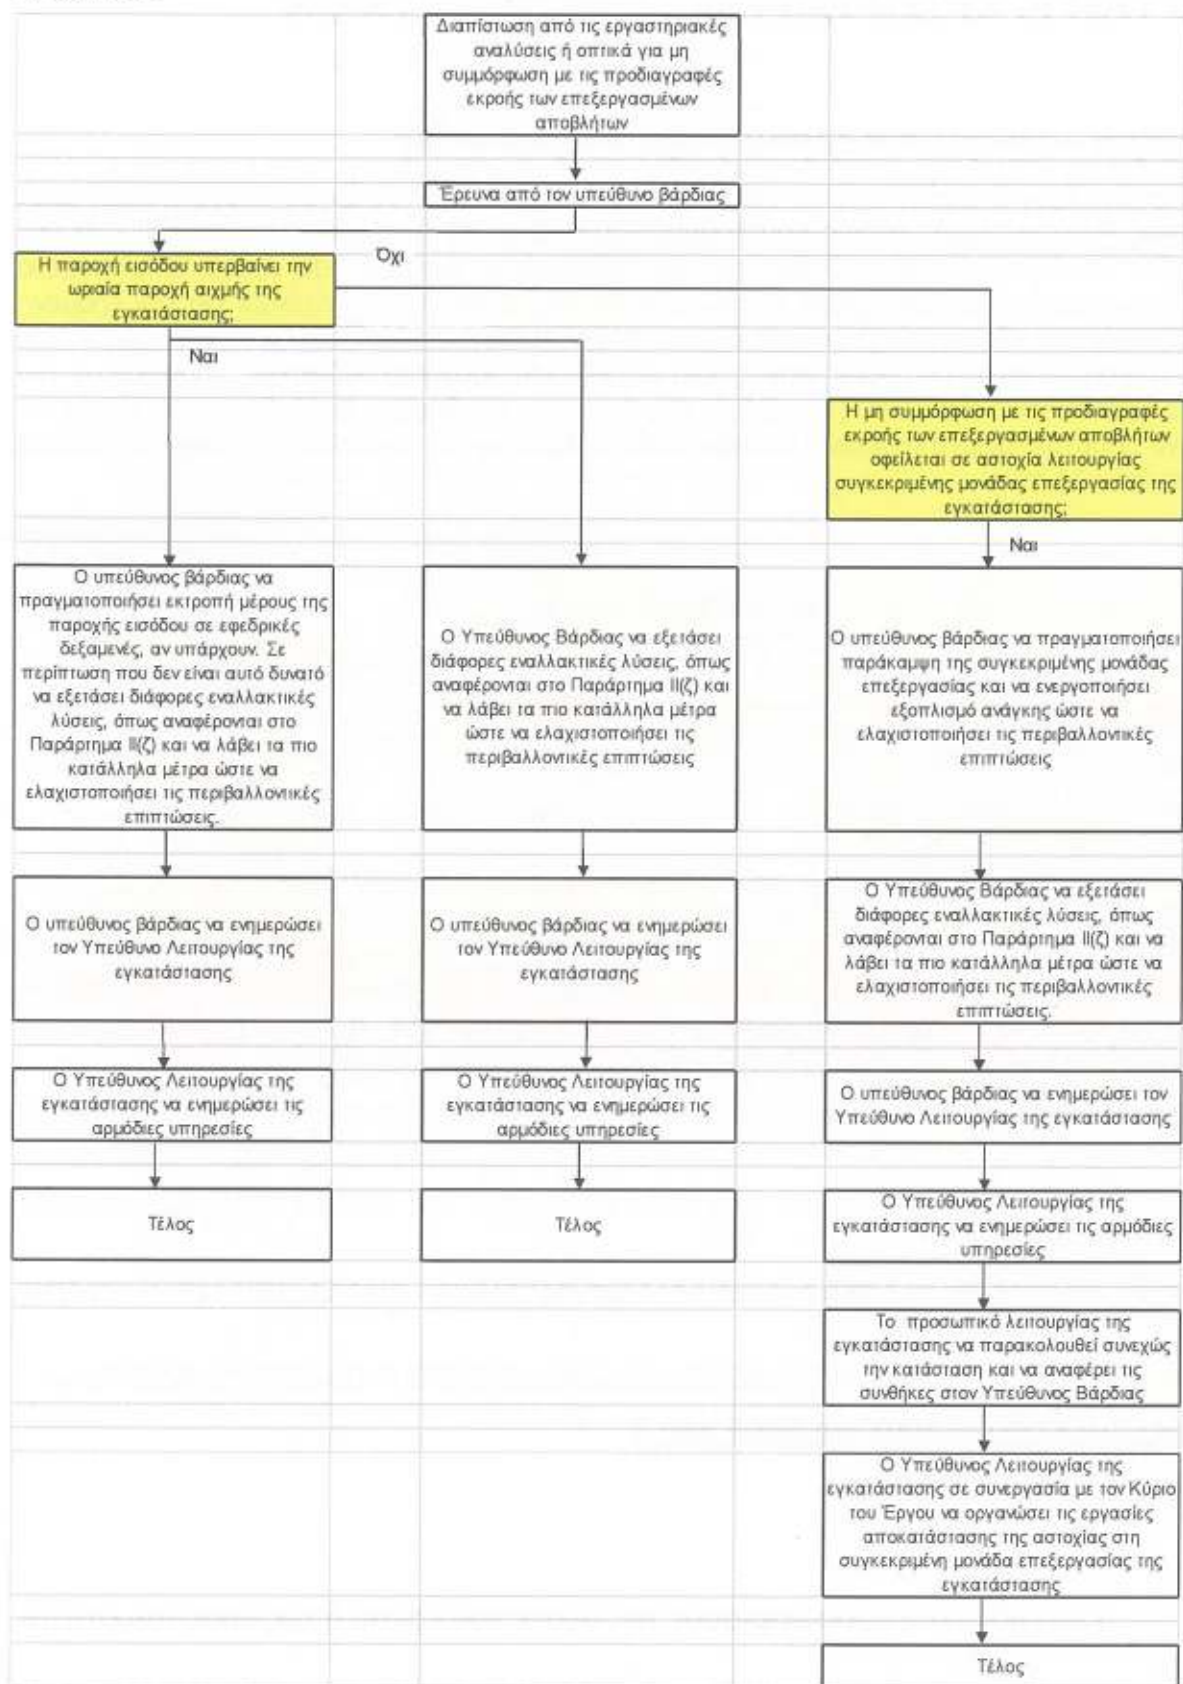 Διαπίστωση από τις εργαστηριακές
αναλύσεις ή οπτικά για μη
συμμόρφωση με τις προδιαγραφές
εκροής των επεξεργασμένων
αποβλήτων
Έρευνα από τον υπεύθυνο βάρδιας
Όχι
Η παροχή εισόδου υπερβαίνει την
ωριαία παροχή αιχμής της
εγκατάστασης;
Ναι
Η μη συμμόρφωση με τις προδιαγραφές
εκροής των επεξεργασμένων αποβλήτων
οφείλεται σε αστοχία λειτουργίας
συγκεκριμένης μονάδας επεξεργασίας της
εγκατάστασης;
Ναι
Ο υπεύθυνος βάρδιας να
πραγματοποιήσει εκτροπή μέρους της
παροχής εισόδου σε εφεδρικές
δεξαμενές, αν υπάρχουν. Σε
περίπτωση που δεν είναι αυτό δυνατό
να εξετάσει διάφορες εναλλακτικές
λύσεις, όπως αναφέρονται στο
Παράρτημα ΙΙ(ζ) και να λάβει τα πιο
κατάλληλα μέτρα ώστε να
ελαχιστοποιήσει τις περιβαλλοντικές
επιπτώσεις.
Ο Υπεύθυνος Βάρδιας να εξετάσει
διάφορες εναλλακτικές λύσεις, όπως
αναφέρονται στο Παράρτημα ΙΙ(ζ) και
να λάβει τα πιο κατάλληλα μέτρα
ώστε να ελαχιστοποιήσει τις
περιβαλλοντικές επιπτώσεις
Ο υπεύθυνος βάρδιας να πραγματοποιήσει
παράκαμψη της συγκεκριμένης μονάδας
επεξεργασίας και να ενεργοποιήσει
εξοπλισμό ανάγκης ώστε να
ελαχιστοποιήσει τις περιβαλλοντικές
επιπτώσεις
Ο υπεύθυνος βάρδιας να ενημερώσει
τον Υπεύθυνο Λειτουργίας της
εγκατάστασης
Ο υπεύθυνος βάρδιας να ενημερώσει
τον Υπεύθυνο Λειτουργίας της
εγκατάστασης
Ο Υπεύθυνος Βάρδιας να εξετάσει
διάφορες εναλλακτικές λύσεις, όπως
αναφέρονται στο Παράρτημα ΙΙ(ζ) και να
λάβει τα πιο κατάλληλα μέτρα ώστε να
ελαχιστοποιήσει τις περιβαλλοντικές
επιπτώσεις.
Ο Υπεύθυνος Λειτουργίας της
εγκατάστασης να ενημερώσει τις
αρμόδιες υπηρεσίες
Ο Υπεύθυνος Λειτουργίας της
εγκατάστασης να ενημερώσει τις
αρμόδιες υπηρεσίες
Ο υπεύθυνος βάρδιας να ενημερώσει τον
Υπεύθυνο Λειτουργίας της εγκατάστασης
Τέλος
Τέλος
Ο Υπεύθυνος Λειτουργίας της
εγκατάστασης να ενημερώσει τις αρμόδιες
υπηρεσίες
Το προσωπικό λειτουργίας της
εγκατάστασης να παρακολουθεί συνεχώς
την κατάσταση και να αναφέρει τις
συνθήκες στον Υπεύθυνος Βάρδιας
Ο Υπεύθυνος Λειτουργίας της
εγκατάστασης σε συνεργασία με τον Κύριο
του Έργου να οργανώσει τις εργασίες
αποκατάστασης της αστοχία στη
συγκεκριμένη μονάδα επεξεργασίας της
εγκατάστασης
Τέλος